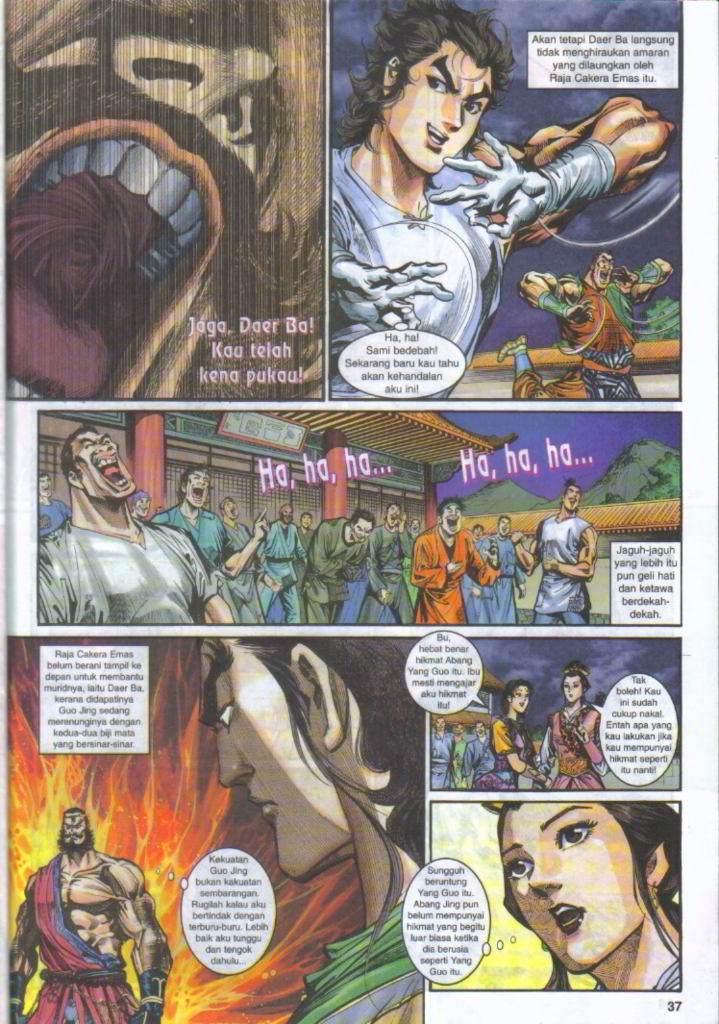 Jaga, Daer Ba!
Kau telah
kena pukau!
Akan tetapi Daer Ba langsung
tidak menghiraukan amaran
yang dilaungkan oleh
Raja Cakera Emas itu.
Ha, ha!
Sami bedebah!
Sekarang baru kau tahu
akan kehandalan
aku ini!
Ha, ha, ha...
Ha, ha, ha...
Jaguh-jaguh
yang lebih itu
pun geli hati
dan ketawa
berdekah-
dekah.
Raja Cakera Emas
belum berani tampil ke
depan untuk membantu
muridnya, iaitu Daer Ba,
kerana didapatinya
Guo Jing sedang
merenunginya dengan
kedua-dua biji mata
yang bersinar-sinar.
Bu,
hebat benar
hikmat Abang
Yang Guo itu. Ibu
mesti mengajar
aku hikmat
itu!
Tak
boleh! Kau
ini sudah
cukup nakal.
Entah apa yang
kau lakukan jika
kau mempunyai
hikmat seperti
itu nanti!
Kekuatan
Guo Jing
bukan kakuatan
sembarangan.
Rugilah kalau aku
bertindak dengan
terburu-buru. Lebih
baik aku tunggu
dan tengok
dahulu...
Sungguh
beruntung
Yang Guo itu.
Abang Jing pun
belum mempunyai
hikmat yang begitu
luar biasa ketika
dia berusia
seperti Yang
Guo itu.
37